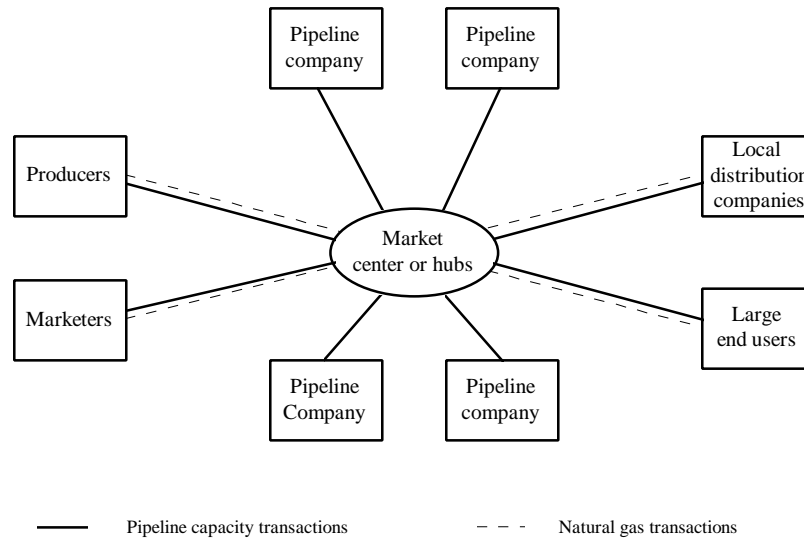 Pipeline
company
Pipeline
company
Producers
Local
distribution
companies
Market
center or hubs
Marketers
Large
end users
Pipeline
Company
Pipeline
company
Pipeline capacity transactions
Natural gas transactions